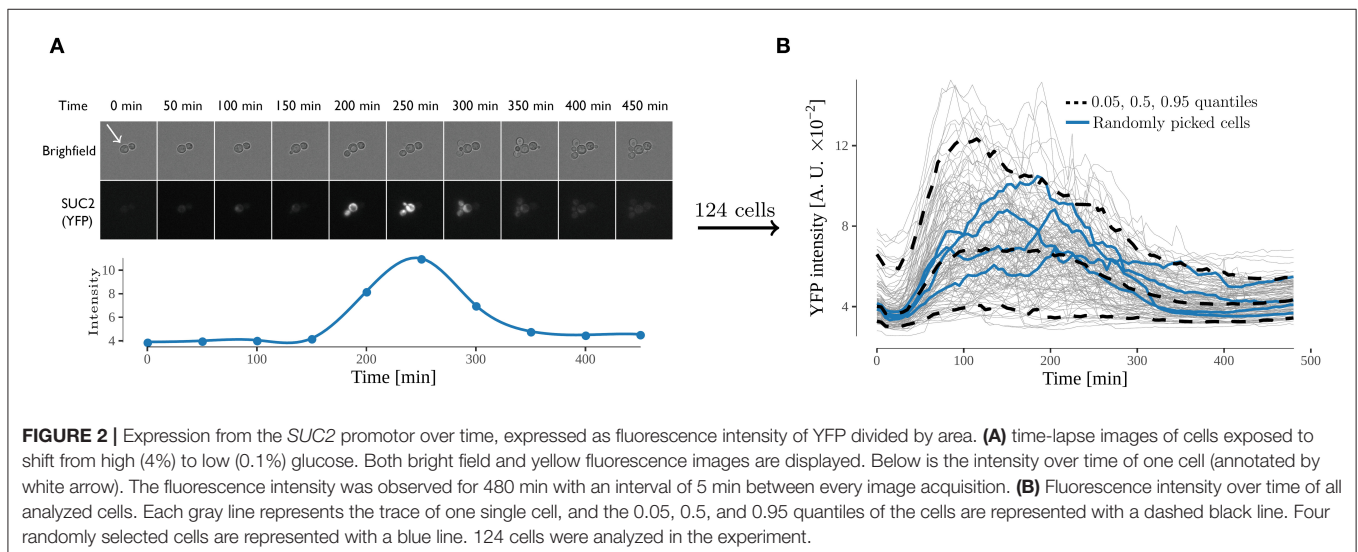 A
B
Time 0 min 50 min 100 min 150 min 200 min 250 min 300 min 350 min 400 min 450 min
Brighfield
SUC2
(YFP)
124 cells
Intensity
10
8
6
4
0 200 100 300 400
Time [min]
YFP intensity [A. U. ×10⁻²]
12
8
4
0.05, 0.5, 0.95 quantiles
Randomly picked cells
0 100 200 300 400 500
Time [min]
FIGURE 2 | Expression from the SUC2 promotor over time, expressed as fluorescence intensity of YFP divided by area. (A) time-lapse images of cells exposed to
shift from high (4%) to low (0.1%) glucose. Both bright field and yellow fluorescence images are displayed. Below is the intensity over time of one cell (annotated by
white arrow). The fluorescence intensity was observed for 480 min with an interval of 5 min between every image acquisition. (B) Fluorescence intensity over time of all
analyzed cells. Each gray line represents the trace of one single cell, and the 0.05, 0.5, and 0.95 quantiles of the cells are represented with a dashed black line. Four
randomly selected cells are represented with a blue line. 124 cells were analyzed in the experiment.